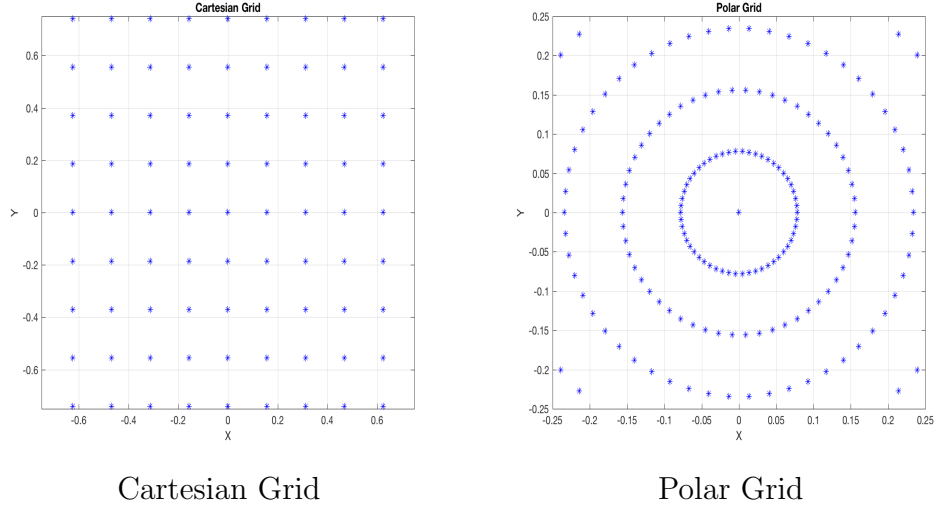 Cartesian Grid
0.6
0.4
0.2
0
-0.2
-0.4
-0.6
Y
-0.6 -0.4 -0.2 0 0.2 0.4 0.6
X
Polar Grid
0.25
0.2
0.15
0.1
0.05
0
-0.05
-0.1
-0.15
-0.2
-0.25
Y
-0.25 -0.2 -0.15 -0.1 -0.05 0 0.05 0.1 0.15 0.2 0.25
X
Cartesian Grid
Polar Grid